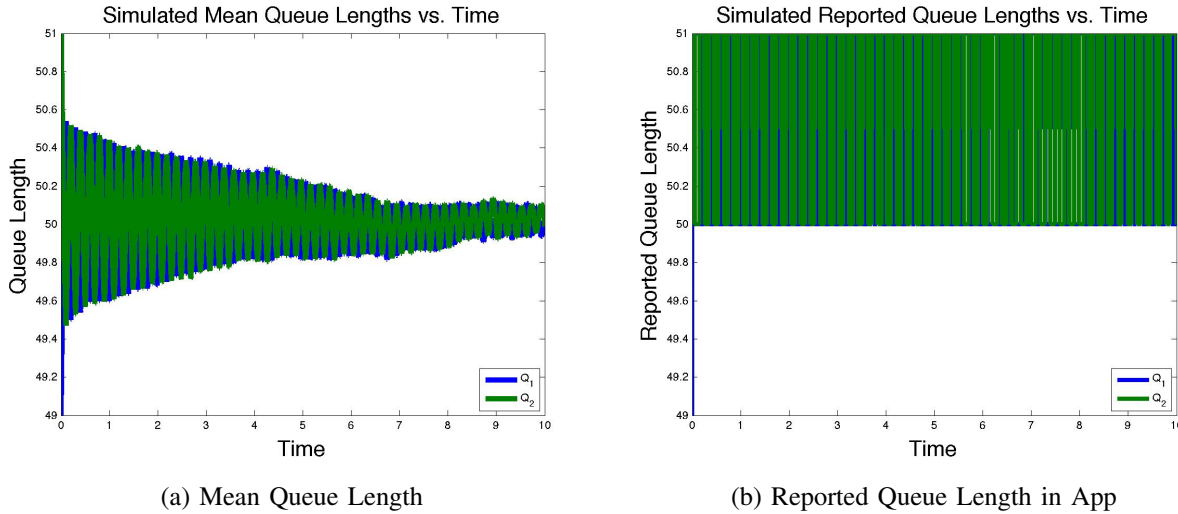 Simulated Mean Queue Lengths vs. Time
51
50.8
50.6
50.4
50.2
50
49.8
49.6
49.4
49.2
49
Queue Length
0 1 2 3 4 5 6 7 8 9 10
Time
Q1
Q2
(a) Mean Queue Length
Simulated Reported Queue Lengths vs. Time
51
50.8
50.6
50.4
50.2
50
49.8
49.6
49.4
49.2
49
Reported Queue Length
0 1 2 3 4 5 6 7 8 9 10
Time
Q1
Q2
(b) Reported Queue Length in App